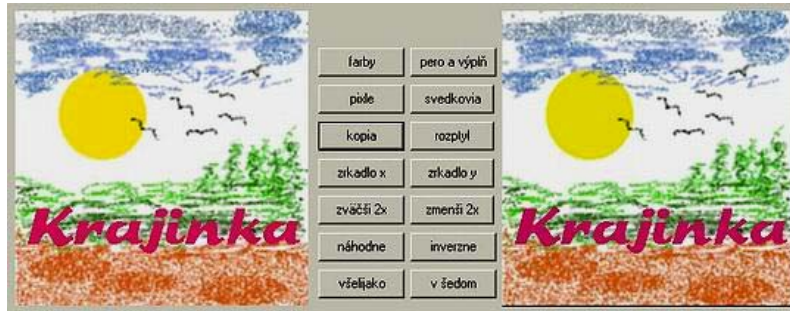 farby pero a výplň
pixle svedkovia
kopia rozptyl
zrkadlo x zrkadlo y
zväčši 2x zmenši 2x
Krajinka Krajinka
náhodne inverzne
všelijako v šedom